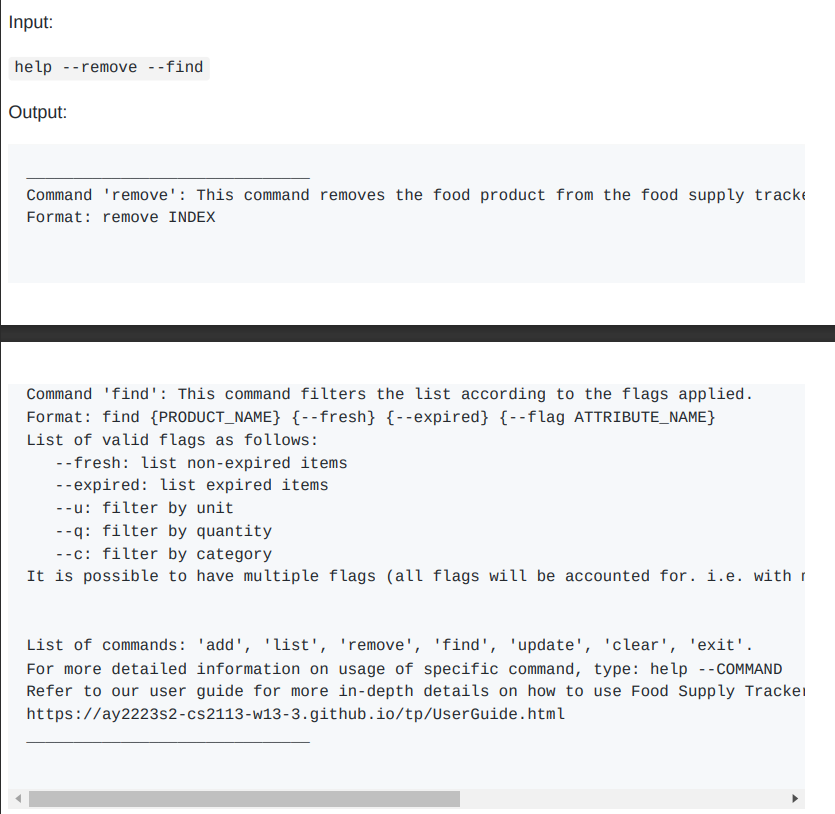 Input:
help --remove --find
Output:
______________________________
Command 'remove': This command removes the food product from the food supply
Format: remove INDEX
Command 'find': This command filters the list according to the flags applied.
Format: find {PRODUCT_NAME} {--fresh} {--expired} {--flag ATTRIBUTE_NAME}
List of valid flags as follows:
   --fresh: list non-expired items
   --expired: list expired items
   --u: filter by unit
   --q: filter by quantity
   --c: filter by category
It is possible to have multiple flags (all flags will be accounted for. i.e. with
List of commands: 'add', 'list', 'remove', 'find', 'update', 'clear', 'exit'.
For more detailed information on usage of specific command, type: help --COMMAND
Refer to our user guide for more in-depth details on how to use Food Supply Tracker
https://ay2223s2-cs2113-w13-3.github.io/tp/UserGuide.html
______________________________